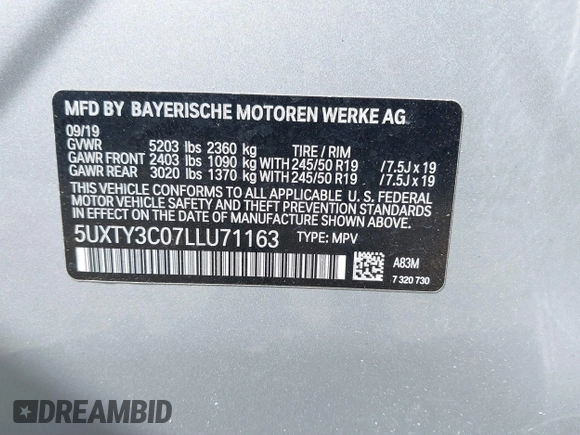 MFD BY BAYERISCHE MOTOREN WERKE AG
09/19
GVWR 5203 lbs 2360 kg TIRE / RIM
GAWR FRONT 2403 lbs 1090 kg WITH 245/50 R19 /7.5J x 19
GAWR REAR 3020 lbs 1370 kg WITH 245/50 R19 /7.5J x 19
THIS VEHICLE CONFORMS TO ALL APPLICABLE U. S. FEDERAL
MOTOR VEHICLE SAFETY AND THEFT PREVENTION STANDARDS IN
EFFECT ON THE DATE OF MANUFACTURE SHOWN ABOVE.
5UXTY3C07LLU71163 TYPE: MPV
A83M
7 320 730
DREAMBID